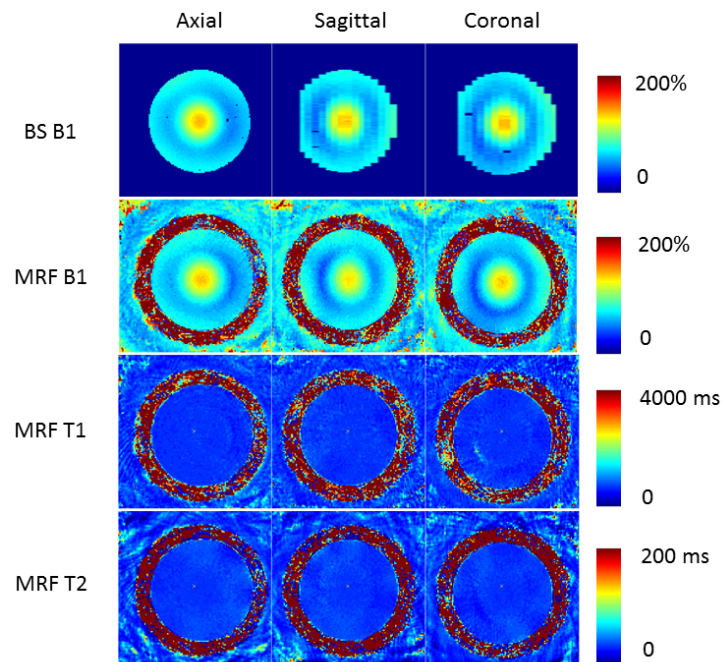 Axial Sagittal Coronal
BS B1
200%
0
MRF B1
200%
0
MRF T1
4000 ms
0
MRF T2
200 ms
0